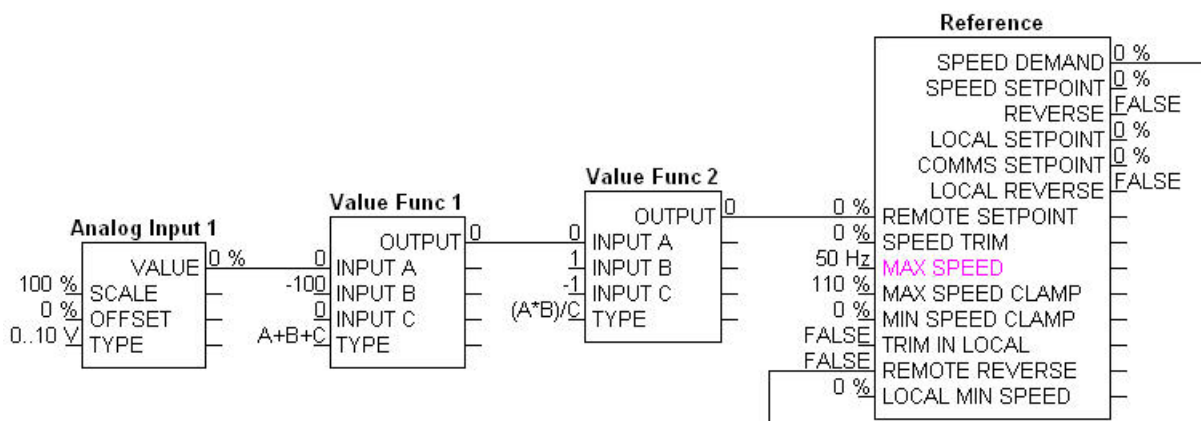 Reference
SPEED DEMAND 0 %
SPEED SETPOINT 0 %
REVERSE FALSE
LOCAL SETPOINT 0 %
COMMS SETPOINT 0 %
LOCAL REVERSE FALSE
0 % REMOTE SETPOINT
0 % SPEED TRIM
50 Hz MAX SPEED
110 % MAX SPEED CLAMP
0 % MIN SPEED CLAMP
FALSE TRIM IN LOCAL
FALSE REMOTE REVERSE
0 % LOCAL MIN SPEED
Value Func 2
OUTPUT 0
0 INPUT A
1 INPUT B
-1 INPUT C
(A*B)/C TYPE
Value Func 1
OUTPUT 0
0 INPUT A
-100 INPUT B
0 INPUT C
A+B+C TYPE
Analog Input 1
VALUE 0 %
100 % SCALE
0 % OFFSET
0..10 V TYPE